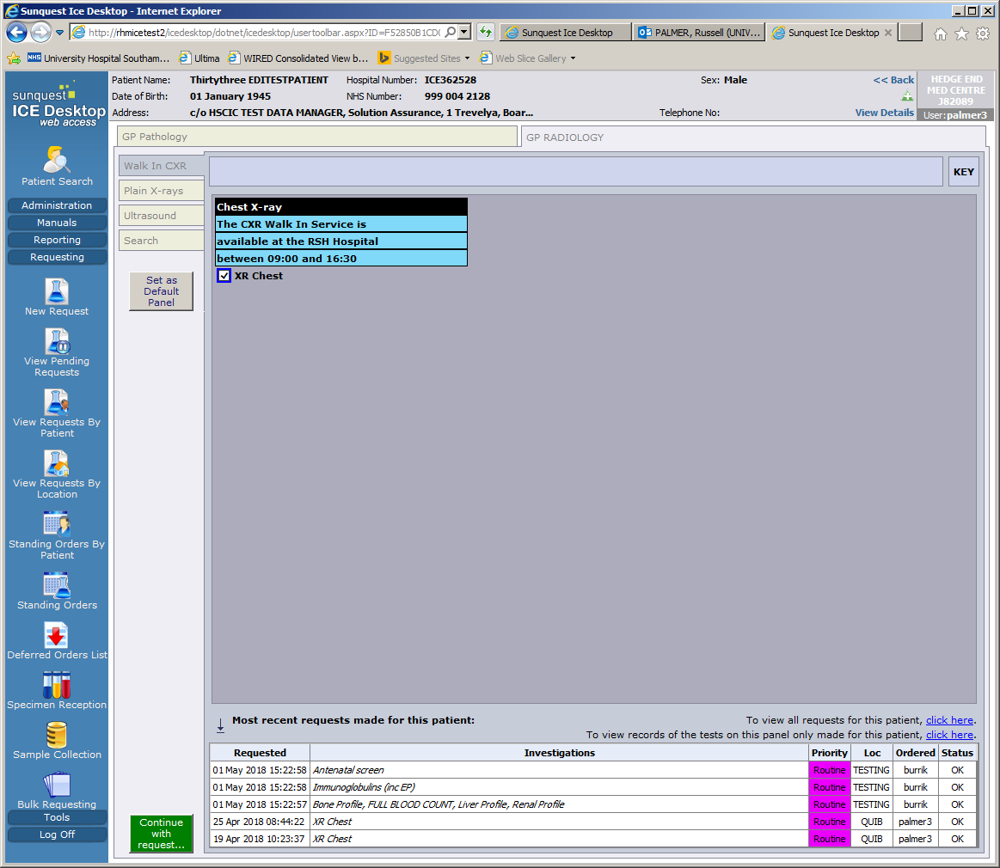 Sunquest Ice Desktop - Internet Explorer
http://rhmicetest2/icedesktop/dotnet/icedesktop/usertoolbar.aspx?ID=F52850B1CD(
Sunquest Ice Desktop
PALMER, Russell (UNIV...
Sunquest Ice Desktop
NHS University Hospital Southam...
Ultima
WIRED Consolidated View b...
Suggested Sites
Web Slice Gallery
sunquest
ICE Desktop
web access
Patient Name: Thirtythree EDITESTPATIENT Hospital Number: ICE362528 Sex: Male << Back
Date of Birth: 01 January 1945 NHS Number: 999 004 2128
Address: c/o HSCIC TEST DATA MANAGER, Solution Assurance, 1 Trevelya, Boar... Telephone No: View Details
HEDGE END
MED CENTRE
J82089
User:palmer3
Patient Search
Administration
Manuals
Reporting
Requesting
New Request
View Pending
Requests
View Requests By
Patient
View Requests By
Location
Standing Orders By
Patient
Standing Orders
Deferred Orders List
Specimen Reception
Sample Collection
Bulk Requesting
Tools
Log Off
GP Pathology
GP RADIOLOGY
Walk In CXR
Plain X-rays
Ultrasound
Search
Set as
Default
Panel
KEY
Chest X-ray
The CXR Walk In Service is
available at the RSH Hospital
between 09:00 and 16:30
XR Chest
Most recent requests made for this patient:
To view all requests for this patient, click here.
To view records of the tests on this panel only made for this patient, click here.
Requested Investigations Priority Loc Ordered Status
01 May 2018 15:22:58 Antenatal screen Routine TESTING burrik OK
01 May 2018 15:22:58 Immunoglobulins (inc EP) Routine TESTING burrik OK
01 May 2018 15:22:57 Bone Profile, FULL BLOOD COUNT, Liver Profile, Renal Profile Routine TESTING burrik OK
25 Apr 2018 08:44:22 XR Chest Routine QUIB palmer3 OK
19 Apr 2018 10:23:37 XR Chest Routine QUIB palmer3 OK
Continue
with
request...